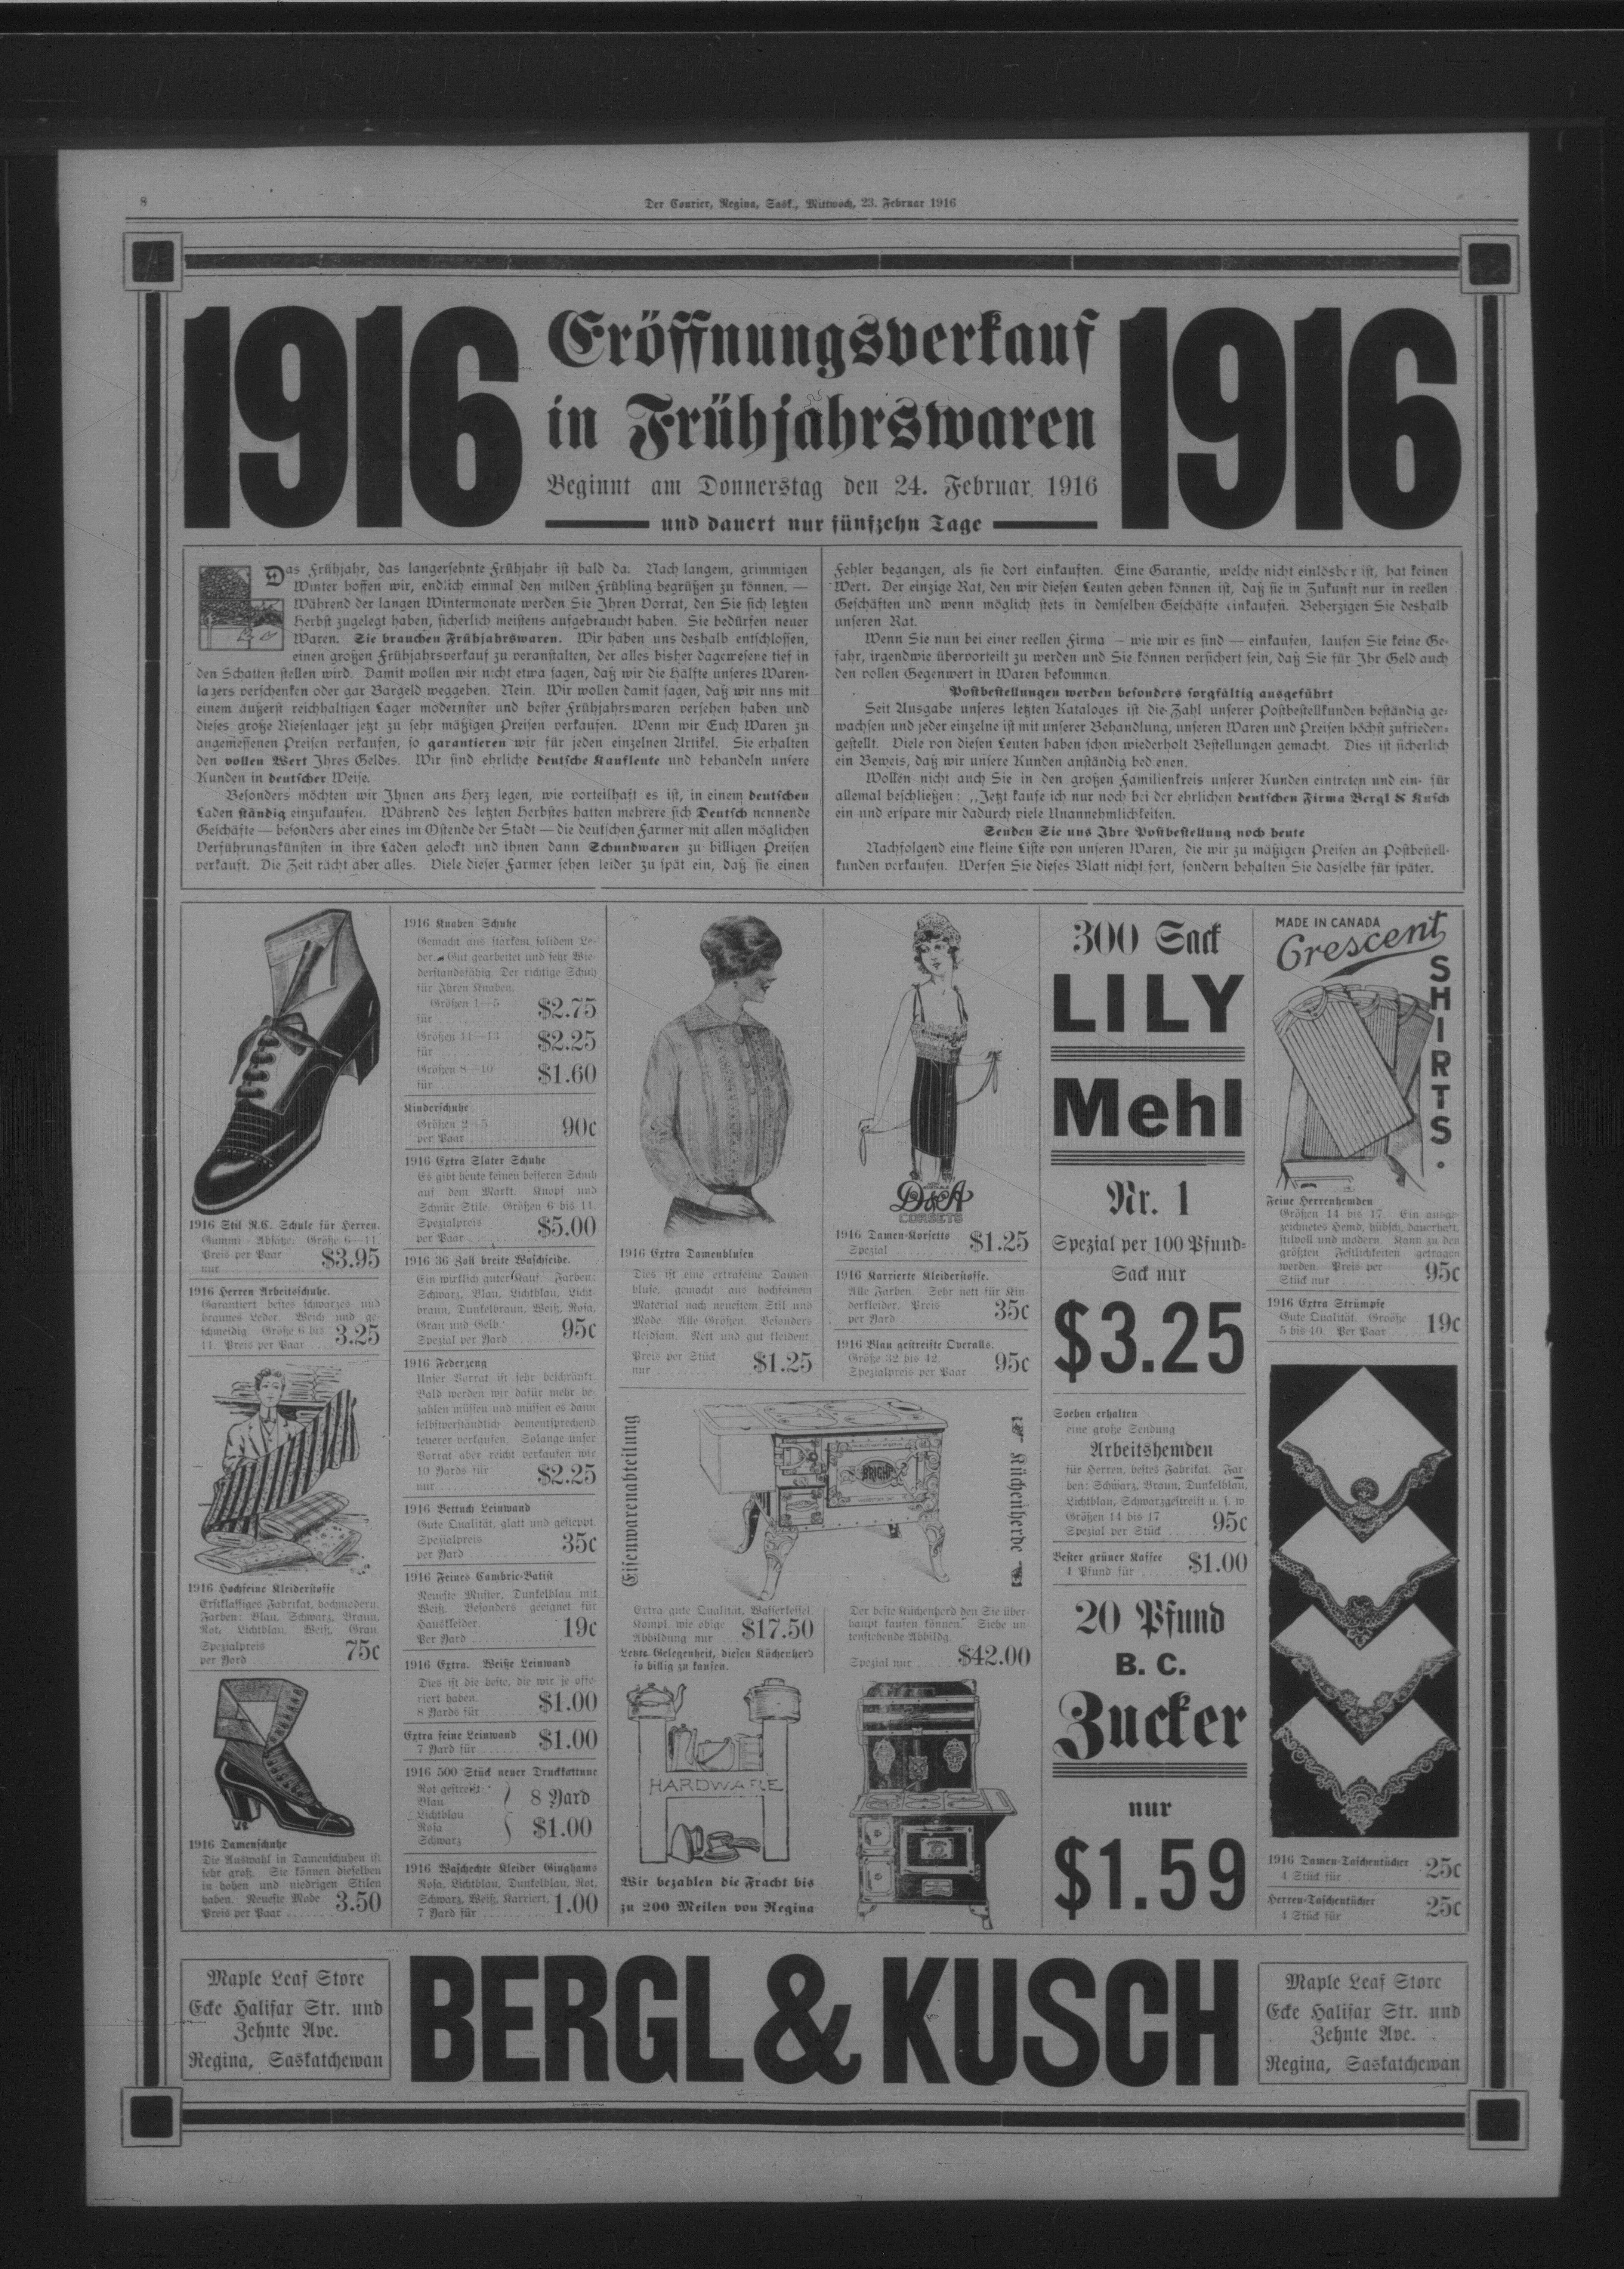 8
Der Courier, Regina, Sask., Mittwoch, 23. Februar 1916
1916
Eröffnungsverkauf
in Frühjahrswaren
Beginnt am Donnerstag den 24. Februar, 1916
und dauert nur fünfzehn Tage
1916
Das Frühjahr, das langersehnte Frühjahr ist bald da. Nach langem, grimmigen
Winter hoffen wir, endlich einmal den milden Frühling begrüßen zu können. —
Während der langen Wintermonate werden Sie Ihren Vorrat, den Sie sich letzten
Herbst zugelegt haben, sicherlich meistens aufgebraucht haben. Sie bedürfen neuer
Waren. Sie brauchen Frühjahrswaren. Wir haben uns deshalb entschlossen,
einen großen Frühjahrsverkauf zu veranstalten, der alles bisher dagewesene tief in
den Schatten stellen wird. Damit wollen wir nicht etwa sagen, daß wir die Hälfte unseres Waren-
lagers verschenken oder gar Bargeld weggeben. Nein. Wir wollen damit sagen, daß wir uns mit
einem äußerst reichhaltigen Lager modernster und bester Frühjahrswaren versehen haben und
dieses große Riesenlager jetzt zu sehr mäßigen Preisen verkaufen. Wenn wir Euch Waren zu
angemessenen Preisen verkaufen, so garantieren wir für jeden einzelnen Artikel. Sie erhalten
den vollen Wert Ihres Geldes. Wir sind ehrliche deutsche Kaufleute und behandeln unsere
Kunden in deutscher Weise.
Besonders möchten wir Ihnen ans Herz legen, wie vorteilhaft es ist, in einem deutschen
Laden ständig einzukaufen. Während des letzten Herbstes hatten mehrere sich Deutsch nennende
Geschäfte — besonders aber eines im Ostende der Stadt — die deutschen Farmer mit allen möglichen
Verführungskünsten in ihre Läden gelockt und ihnen dann Schundwaren zu billigen Preisen
verkauft. Die Zeit rächt aber alles. Viele dieser Farmer sehen leider zu spät ein, daß sie einen
Fehler begangen, als sie dort einkauften. Eine Garantie, welche nicht einlösbar ist, hat keinen
Wert. Der einzige Rat, den wir diesen Leuten geben können ist, daß sie in Zukunft nur in reellen
Geschäften und wenn möglich stets in demselben Geschäfte einkaufen. Beherzigen Sie deshalb
unseren Rat.
Wenn Sie nun bei einer reellen Firma — wie wir es sind — einkaufen, laufen Sie keine Ge-
fahr, irgendwie übervorteilt zu werden und Sie können versichert sein, daß Sie für Ihr Geld auch
den vollen Gegenwert in Waren bekommen.
Postbestellungen werden besonders sorgfältig ausgeführt
Seit Ausgabe unseres letzten Kataloges ist die Zahl unserer Postbestellkunden beständig ge-
wachsen und jeder einzelne ist mit unserer Behandlung, unseren Waren und Preisen höchst zufrieden-
gestellt. Viele von diesen Leuten haben schon wiederholt Bestellungen gemacht. Dies ist sicherlich
ein Beweis, daß wir unsere Kunden anständig bedienen.
Wollen nicht auch Sie in den großen Familienkreis unserer Kunden eintreten und ein- für
allemal beschließen: „Jetzt kaufe ich nur noch bei der ehrlichen deutschen Firma Bergl & Kusch
ein und erspare mir dadurch viele Unannehmlichkeiten.
Senden Sie uns Ihre Postbestellung noch heute
Nachfolgend eine kleine Liste von unseren Waren, die wir zu mäßigen Preisen an Postbestell-
kunden verkaufen. Werfen Sie dieses Blatt nicht fort, sondern behalten Sie dasselbe für später.
1916 Stil R.C. Schule für Herren.
Gummi-Absätze. Größe 6—11.
Preis per Paar
nur ........ $3.95
1916 Herren Arbeitsschuhe.
Garantiert bestes schwarzes und
braunes Leder. Weich und ge-
schmeidig. Größe 6 bis
11. Preis per Paar .... 3.25
1916 Hochfeine Kleiderstoffe
Erstklassiges Fabrikat, hochmodern.
Farben: Blau, Schwarz, Braun,
Rot, Lichtblau, Weiß, Grau.
Spezialpreis
per Yard ........ 75c
1916 Damenschuhe
Die Auswahl in Damenschuhen ist
sehr groß. Sie können dieselben
in hohen und niedrigen Stilen
haben. Neueste Mode.
Preis per Paar ...... 3.50
1916 Knaben Schuhe
Gemacht aus starkem, solidem Le-
der. Gut gearbeitet und sehr Wie-
derstandsfähig. Der richtige Schuh
für Ihren Knaben.
Größen 1—5
für ........ $2.75
Größen 11—13
für ........ $2.25
Größen 8—10
für ........ $1.60
Kinderschuhe
Größen 2—5
per Paar ........ 90c
1916 Extra Slater Schuhe
Es gibt heute keinen besseren Schuh
auf dem Markt. Knopf und
Schnür Stile. Größen 6 bis 11.
Spezialpreis
per Paar ........ $5.00
1916 36 Zoll breite Waschseide.
Ein wirklich guter Kauf. Farben:
Schwarz, Blau, Lichtblau, Licht-
braun, Dunkelbraun, Weiß, Rosa,
Grau und Gelb.
Spezial per Yard 95c
1916 Federzeug
Unser Vorrat ist sehr beschränkt.
Bald werden wir dafür mehr be-
zahlen müssen und müssen es dann
selbstverständlich dementsprechend
teuerer verkaufen. Solange unser
Vorrat aber reicht verkaufen wir
10 Yards für
nur ........ $2.25
1916 Bettuch Leinwand
Gute Qualität, glatt und gesteppt.
Spezialpreis
per Yard ........ 35c
1916 Feines Cambric-Batist
Neueste Muster, Dunkelblau mit
Weiß. Besonders geeignet für
Hauskleider.
Per Yard ........ 19c
1916 Extra. Weiße Leinwand
Dies ist die beste, die wir je offe-
riert haben.
8 Yards für ...... $1.00
Extra feine Leinwand
7 Yard für ........ $1.00
1916 500 Stück neuer Druckkattune
Rot gestreift
Blau
Lichtblau
Rosa
Schwarz
8 Yard
$1.00
1916 Waschechte Kleider Ginghams
Rosa, Lichtblau, Dunkelblau, Rot,
Schwarz, Weiß, Karriert,
7 Yard für ........ 1.00
1916 Extra Damenblusen
Dies ist eine extrafeine Damen-
bluse, gemacht aus hochfeinem
Material nach neuestem Stil und
Mode. Alle Größen. Besonders
kleidsam. Nett und gut kleident.
Preis per Stück
nur ........ $1.25
D&A
CORSETS
1916 Damen-Korsetts
Spezial ........ $1.25
1916 Karrierte Kleiderstoffe.
Alle Farben. Sehr nett für Kin-
derkleider. Preis
per Yard ........ 35c
1916 Blau gestreifte Overalls.
Größe 32 bis 42.
Spezialpreis per Paar ... 95c
Eisenwarenabteilung
BRIGHT
☞ Küchenherde ☜
Extra gute Qualität, Wasserkessel.
Kompl. wie obige
Abbildung nur ... $17.50
Letzte Gelegenheit, diesen Küchenherd
so billig zu kaufen.
Der beste Küchenherd den Sie über-
haupt kaufen können. Siehe un-
tenstehende Abbildg.
Spezial nur ...... $42.00
HARDWARE
Wir bezahlen die Fracht bis
zu 200 Meilen von Regina
300 Sack
LILY
Mehl
Nr. 1
Spezial per 100 Pfund-
Sack nur
$3.25
Soeben erhalten
eine große Sendung
Arbeitshemden
für Herren, bestes Fabrikat. Far-
ben: Schwarz, Braun, Dunkelblau,
Lichtblau, Schwarzgestreift u. s. w.
Größen 14 bis 17
Spezial per Stück ...... 95c
Bester grüner Kaffee
4 Pfund für ...... $1.00
20 Pfund
B. C.
Zucker
nur
$1.59
MADE IN CANADA
Crescent
SHIRTS.
Feine Herrenhemden
Größen 14 bis 17. Ein ausge-
zeichnetes Hemd, hübsch, dauerhaft,
stilvoll und modern. Kann zu den
größten Festlichkeiten getragen
werden. Preis per
Stück nur ........ 95c
1916 Extra Strümpfe
Gute Qualität. Groöße
5 bis 10. Per Paar .... 19c
1916 Damen-Taschentücher
4 Stück für ........ 25c
Herren-Taschentücher
4 Stück für ........ 25c
Maple Leaf Store
Ecke Halifax Str. und
Zehnte Ave.
Regina, Saskatchewan
BERGL & KUSCH
Maple Leaf Store
Ecke Halifax Str. und
Zehnte Ave.
Regina, Saskatchewan